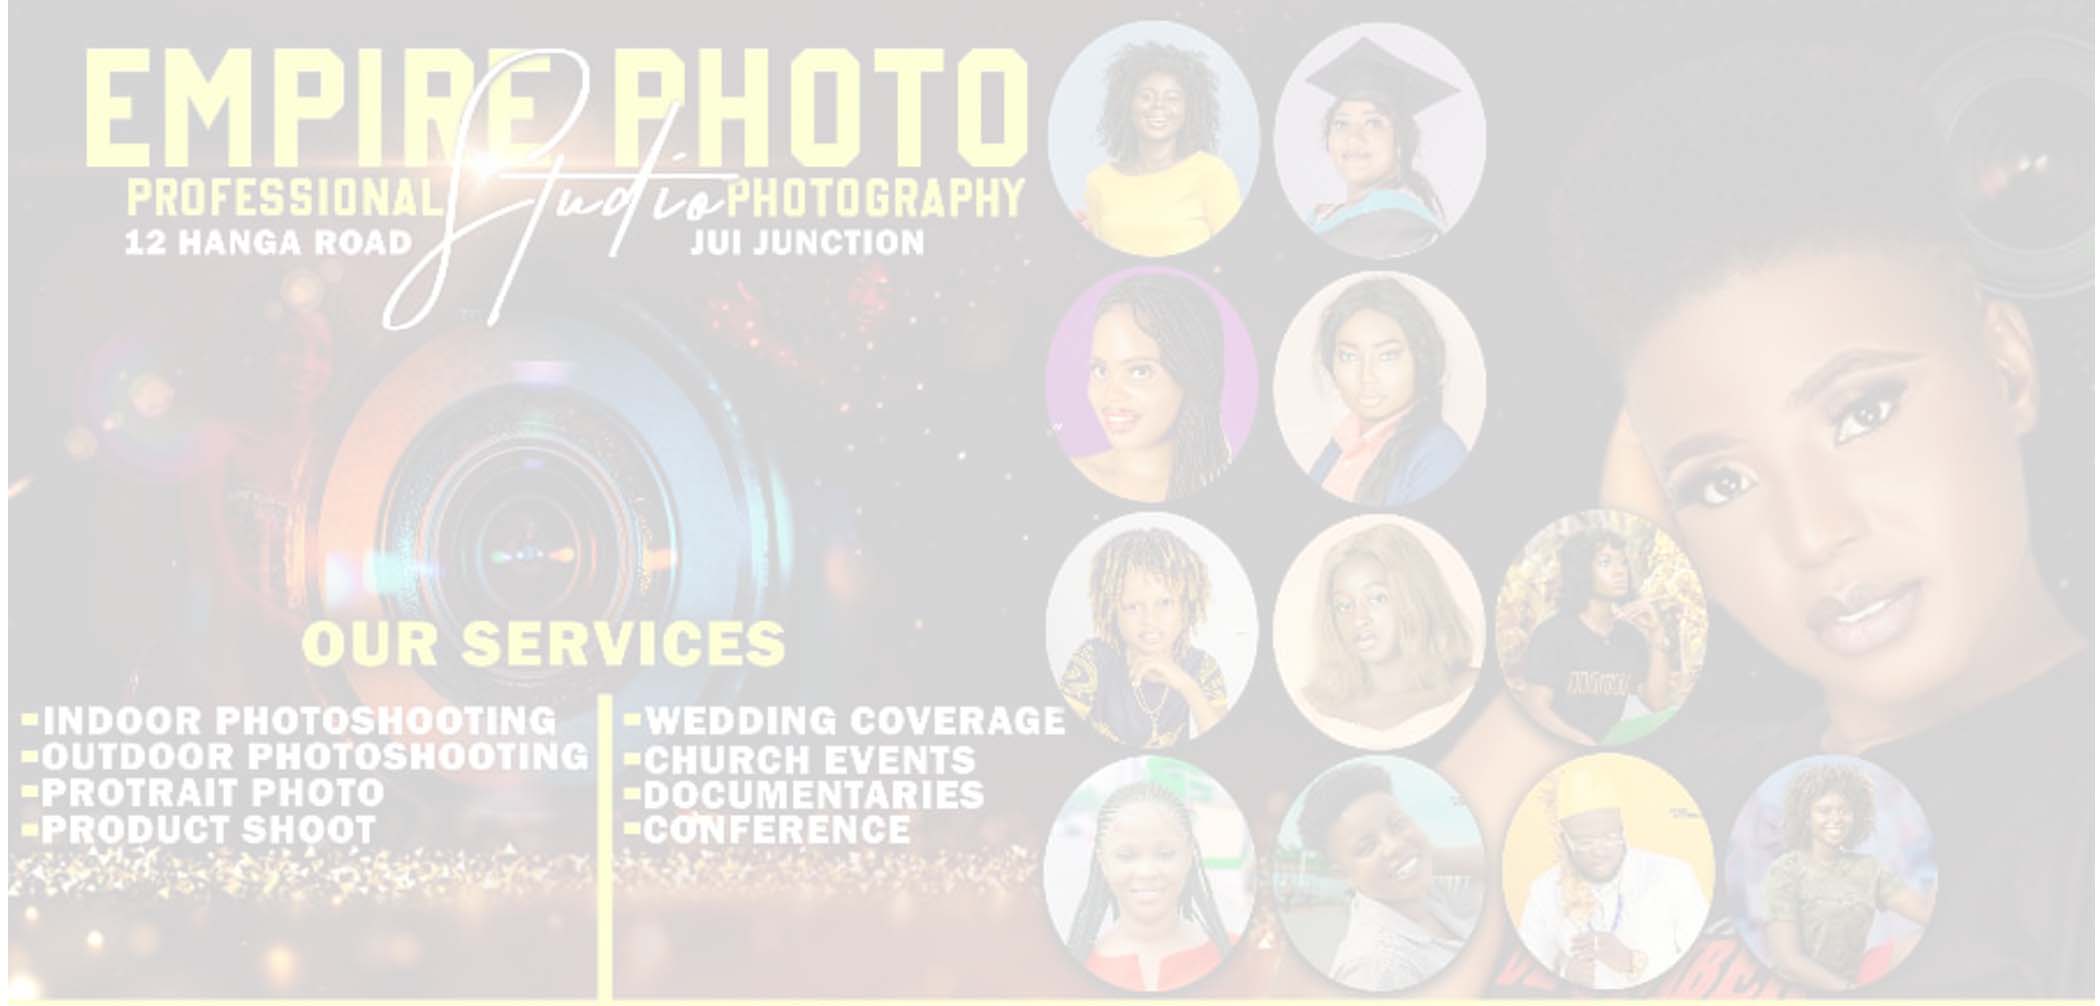 EMPIRE PHOTO
Studio
PROFESSIONAL PHOTOGRAPHY
12 HANGA ROAD JUI JUNCTION
OUR SERVICES
-INDOOR PHOTOSHOOTING
-OUTDOOR PHOTOSHOOTING
-PROTRAIT PHOTO
-PRODUCT SHOOT
-WEDDING COVERAGE
-CHURCH EVENTS
-DOCUMENTARIES
-CONFERENCE